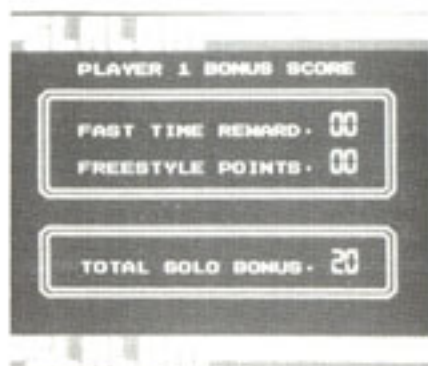 PLAYER 1 BONUS SCORE
FAST TIME REWARD· 00
FREESTYLE POINTS· 00
TOTAL SOLO BONUS· 20